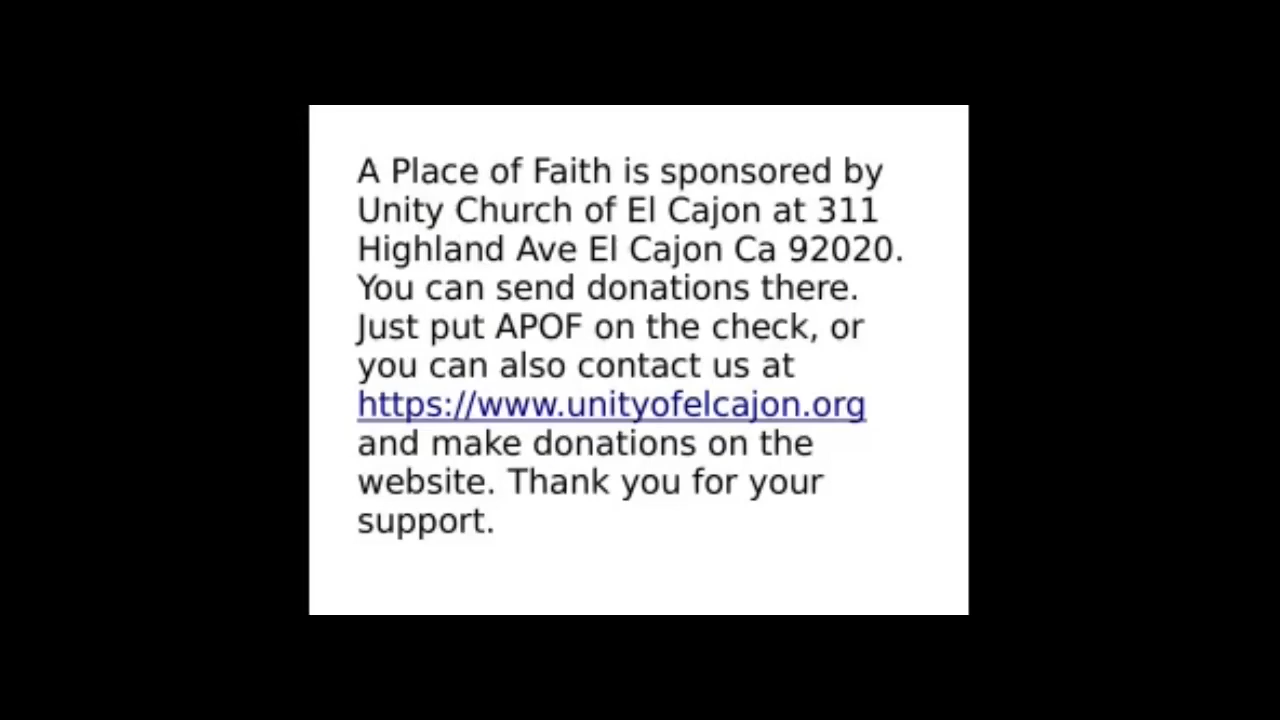 A Place of Faith is sponsored by
Unity Church of El Cajon at 311
Highland Ave El Cajon Ca 92020.
You can send donations there.
Just put APOF on the check, or
you can also contact us at
https://www.unityofelcajon.org
and make donations on the
website. Thank you for your
support.